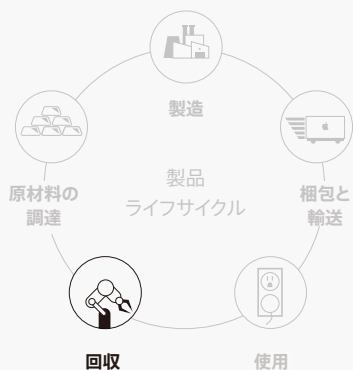 製造
原材料の
調達
製品
ライフサイクル
梱包と
輸送
回収
使用